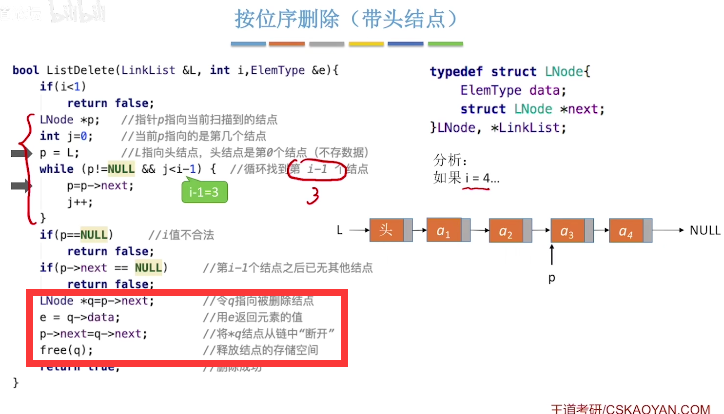 按位序删除（带头结点）
bool ListDelete(LinkList &L, int i,ElemType &e){
if(i<1)
return false;
LNode *p; //指针p指向当前扫描到的结点
int j=0; //当前p指向的是第几个结点
p = L; //L指向头结点，头结点是第0个结点（不存数据）
while (p!=NULL && j<i-1) { //循环找到第 i-1 个结点
p=p->next;
j++;
}
i-1=3
3
if(p==NULL) //i值不合法
return false;
if(p->next == NULL) //第i-1个结点之后已无其他结点
return false;
LNode *q=p->next; //令q指向被删除结点
e = q->data; //用e返回元素的值
p->next=q->next; //将*q结点从链中“断开”
free(q); //释放结点的存储空间
return true; //删除成功
}
typedef struct LNode{
ElemType data;
struct LNode *next;
}LNode, *LinkList;
分析：
如果 i = 4...
L 头 a1 a2 a3 a4 NULL
p
王道考研/CSKAOYAN.COM